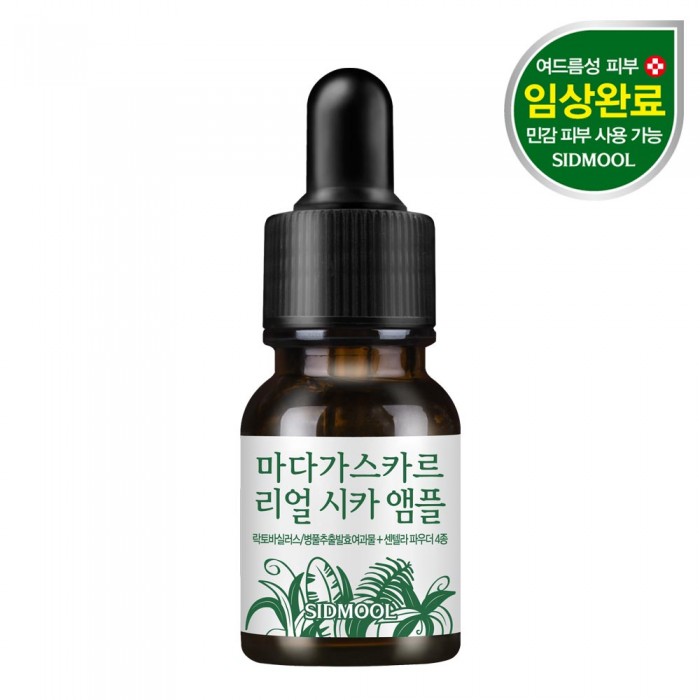 여드름성 피부
임상완료
민감 피부 사용 가능
SIDMOOL
마다가스카르
리얼 시카 앰플
락토바실러스/병풀추출발효여과물 + 센텔라 파우더 4종
SIDMOOL